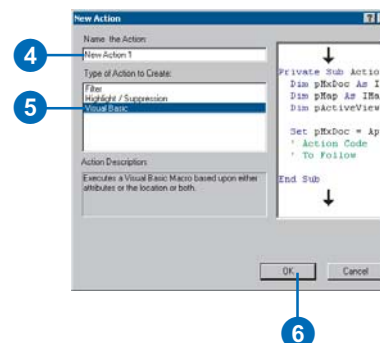 New Action
4
Name the Action:
New Action 1
5
Type of Action to Create:
Filter
Highlight / Suppression
Visual Basic
Action Description:
Executes a Visual Basic Macro based upon either
attributes or the location or both.
Private Sub Actio
Dim pMxDoc As I
Dim pMap As IMa
Dim pActiveView
Set pMxDoc = Ap
' Action Code
' To Follow
End Sub
OK
Cancel
6